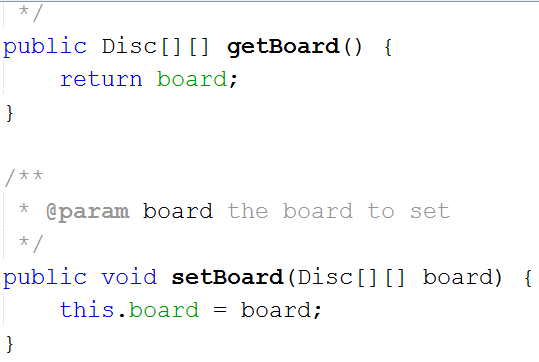 */
public Disc[][] getBoard() {
    return board;
}

/**
 * @param board the board to set
 */
public void setBoard(Disc[][] board) {
    this.board = board;
}